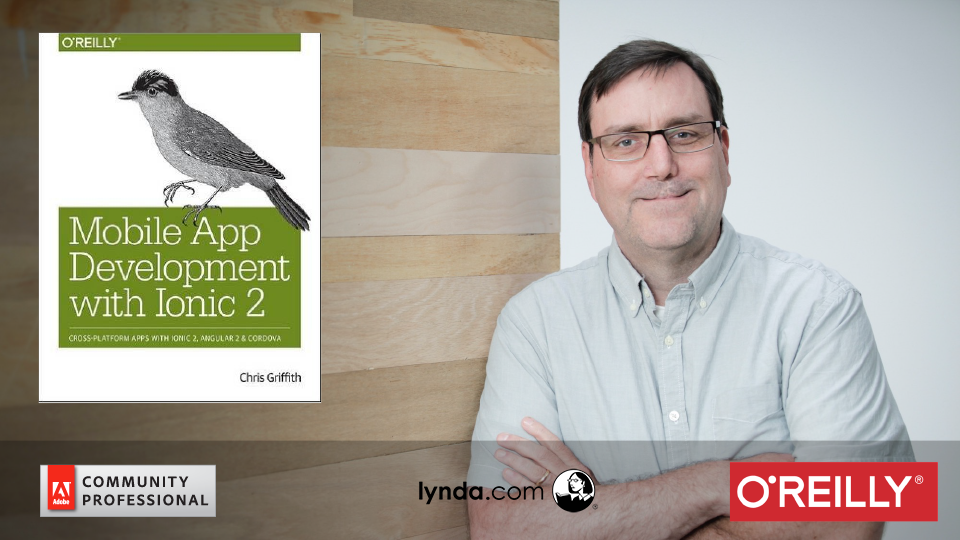 O'REILLY®
Mobile App
Development
with Ionic 2
CROSS-PLATFORM APPS WITH IONIC 2, ANGULAR 2 & CORDOVA
Chris Griffith
Adobe
COMMUNITY
PROFESSIONAL
lynda.com ®
O'REILLY®